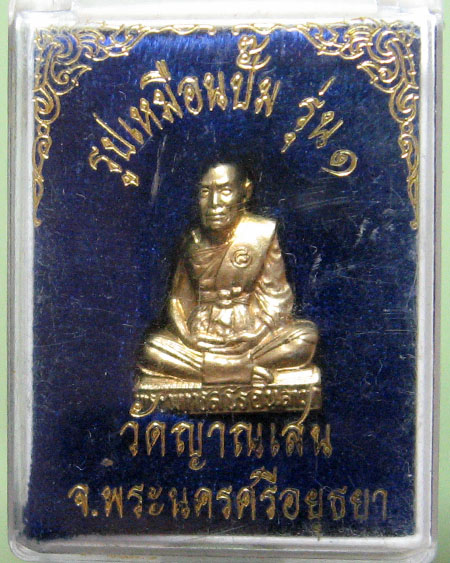 รูปเหมือนปั๊ม รุ่น ๑
วัดญาณเสน
จ.พระนครศรีอยุธยา